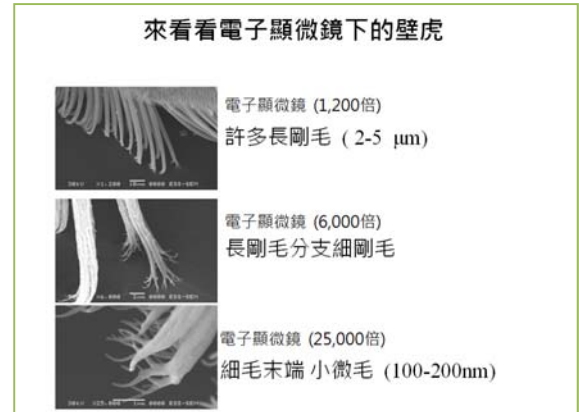 來看看電子顯微鏡下的壁虎
電子顯微鏡 (1,200倍)
許多長剛毛 ( 2-5 μm)
電子顯微鏡 (6,000倍)
長剛毛分支細剛毛
電子顯微鏡 (25,000倍)
細毛末端 小微毛 (100-200nm)